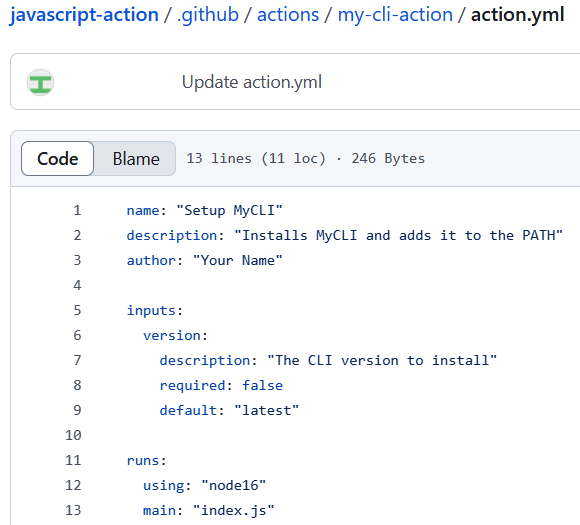 javascript-action / .github / actions / my-cli-action / action.yml
Update action.yml
Code Blame 13 lines (11 loc) · 246 Bytes
1 name: "Setup MyCLI"
2 description: "Installs MyCLI and adds it to the PATH"
3 author: "Your Name"
4
5 inputs:
6   version:
7     description: "The CLI version to install"
8     required: false
9     default: "latest"
10
11 runs:
12   using: "node16"
13   main: "index.js"